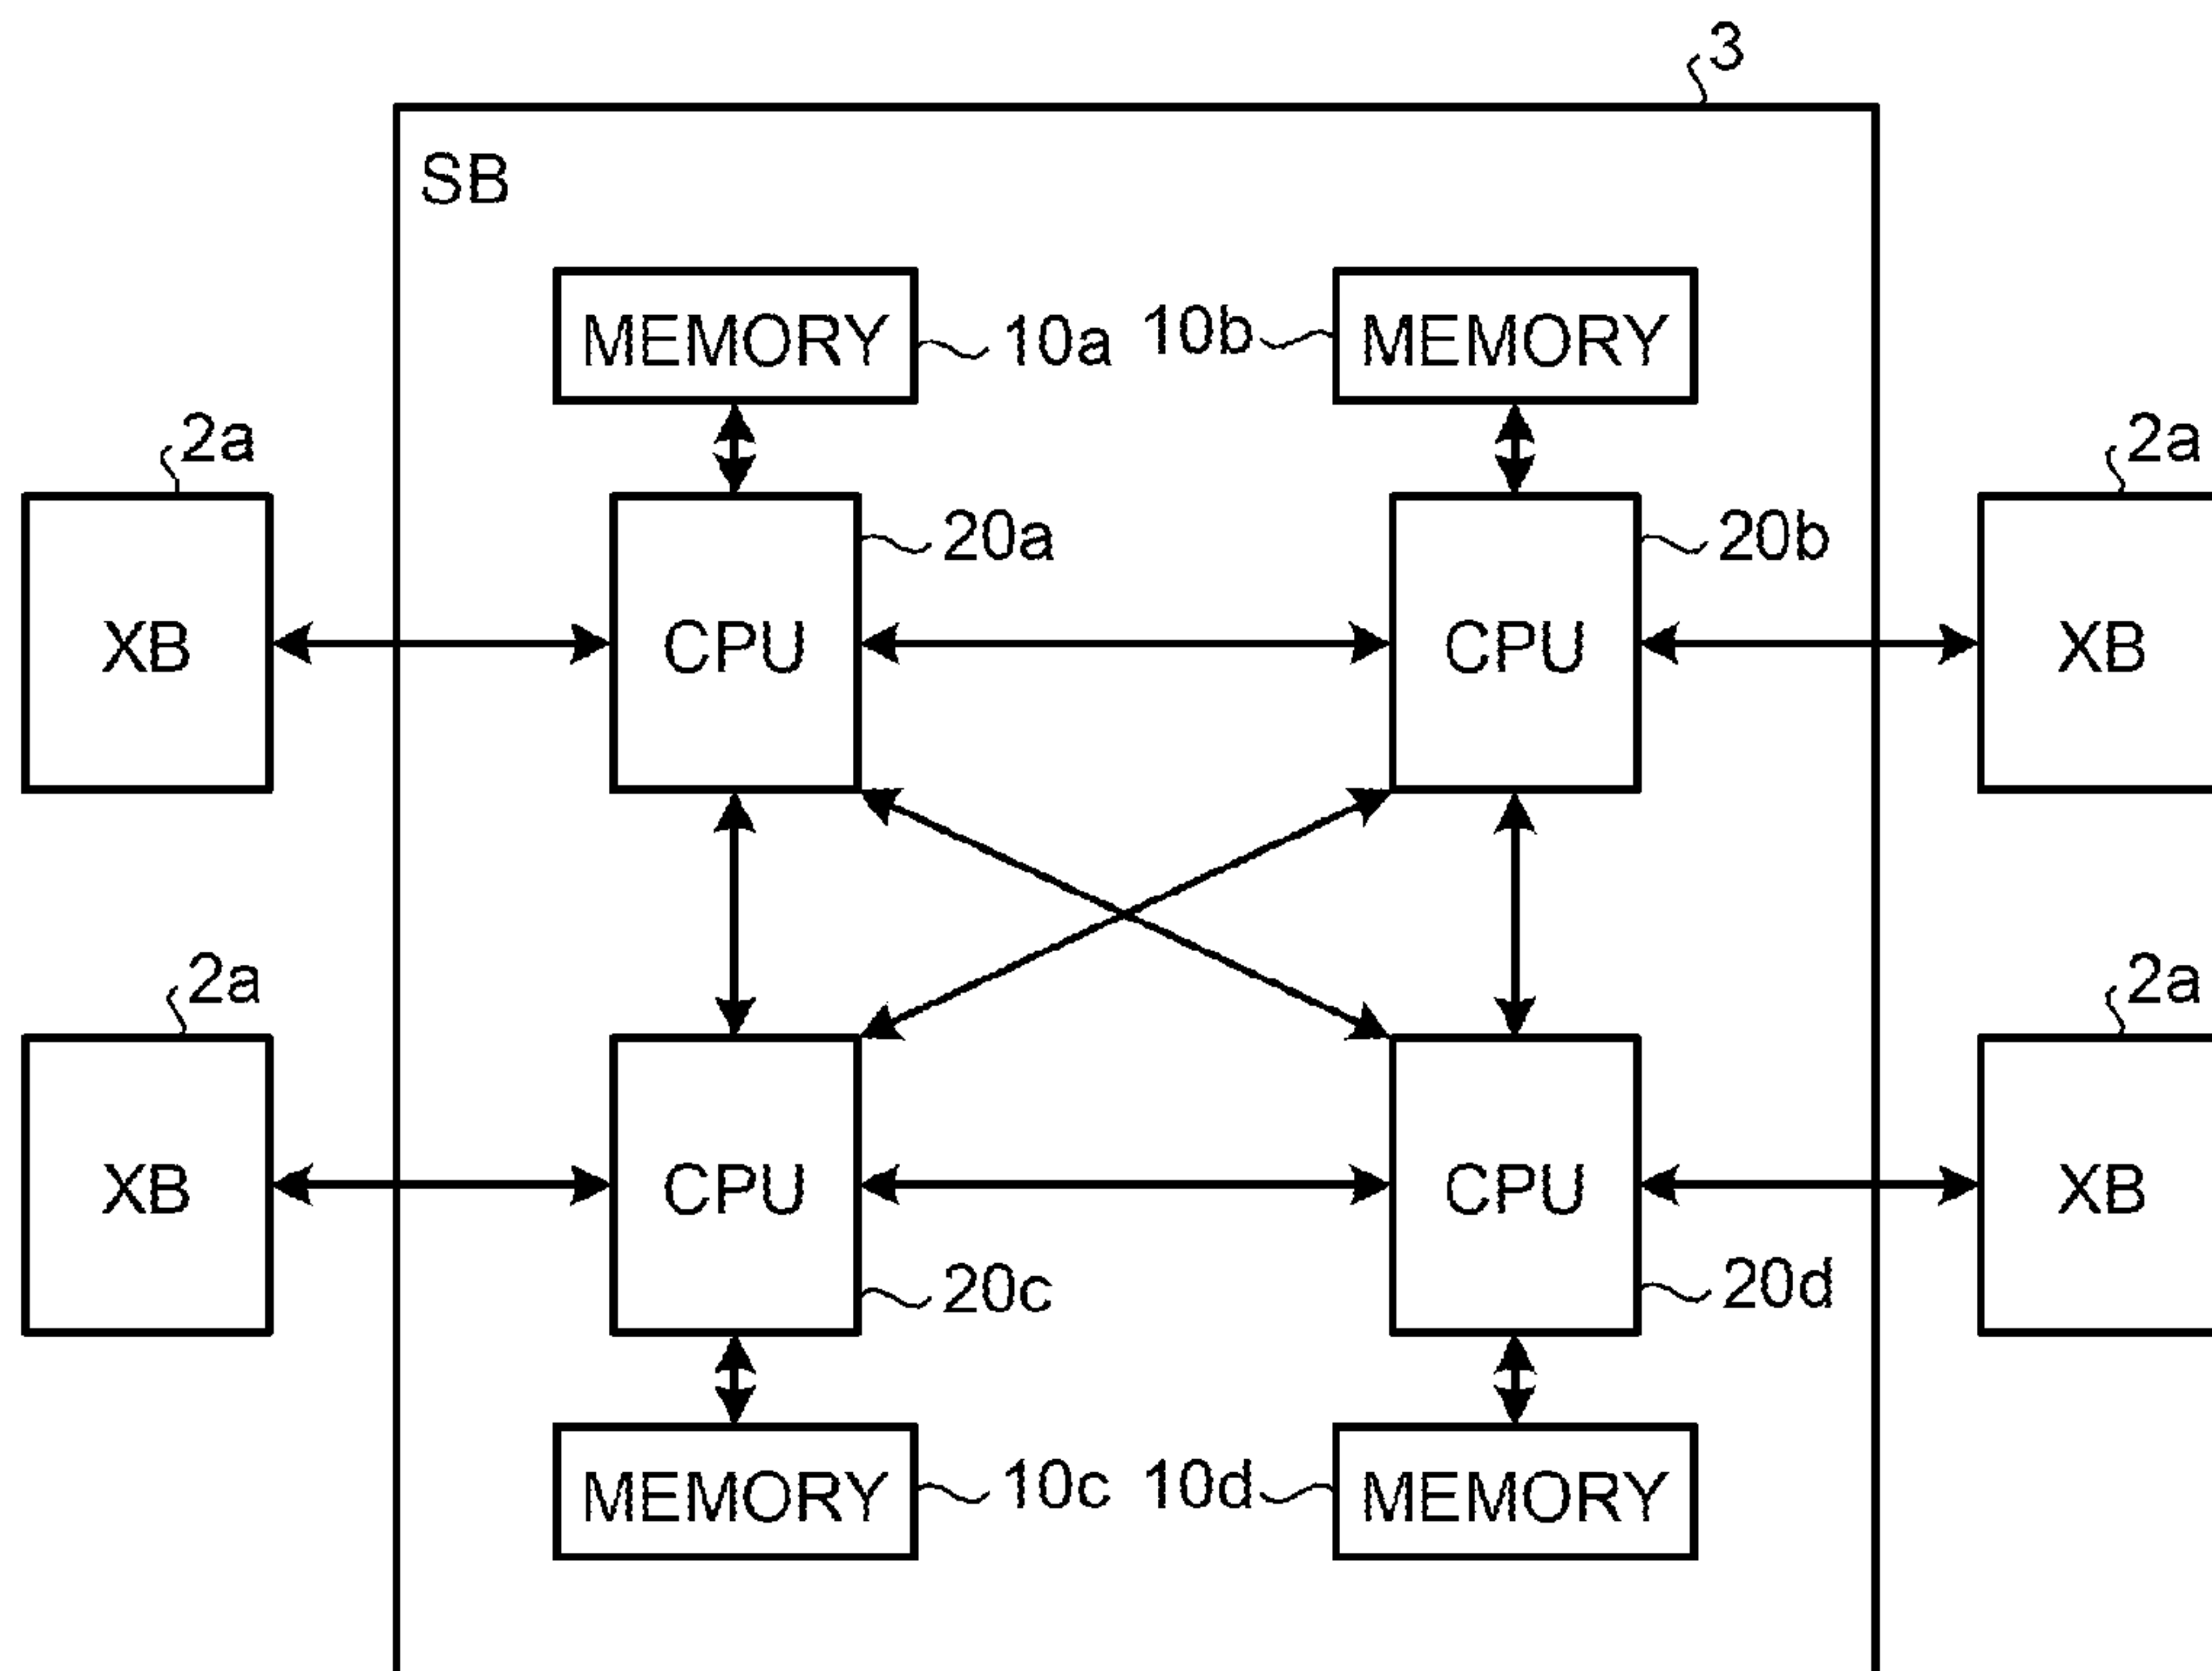 3
SB
MEMORY 10a 10b MEMORY
2a 2a
20a 20b
XB CPU CPU XB
2a 2a
XB CPU CPU XB
20c 20d
MEMORY 10c 10d MEMORY